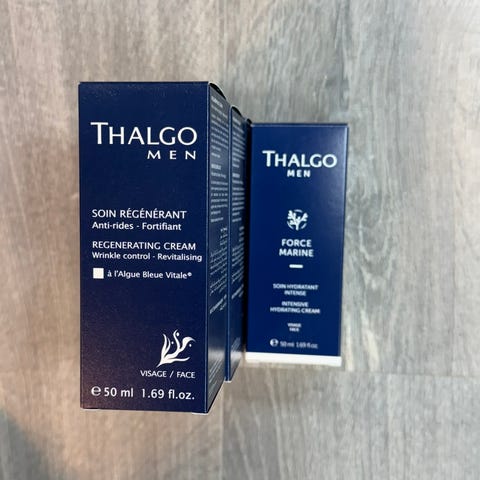 THALGO
MEN
SOIN RÉGÉNÉRANT
Anti-rides - Fortifiant
REGENERATING CREAM
Wrinkle control - Revitalising
à l'Algue Bleue Vitale®
VISAGE / FACE
℮ 50 ml 1.69 fl.oz.
THALGO
MEN
FORCE
MARINE
SOIN HYDRATANT
INTENSE
INTENSIVE
HYDRATING CREAM
VISAGE
FACE
℮ 50 ml 1.69 fl.oz.